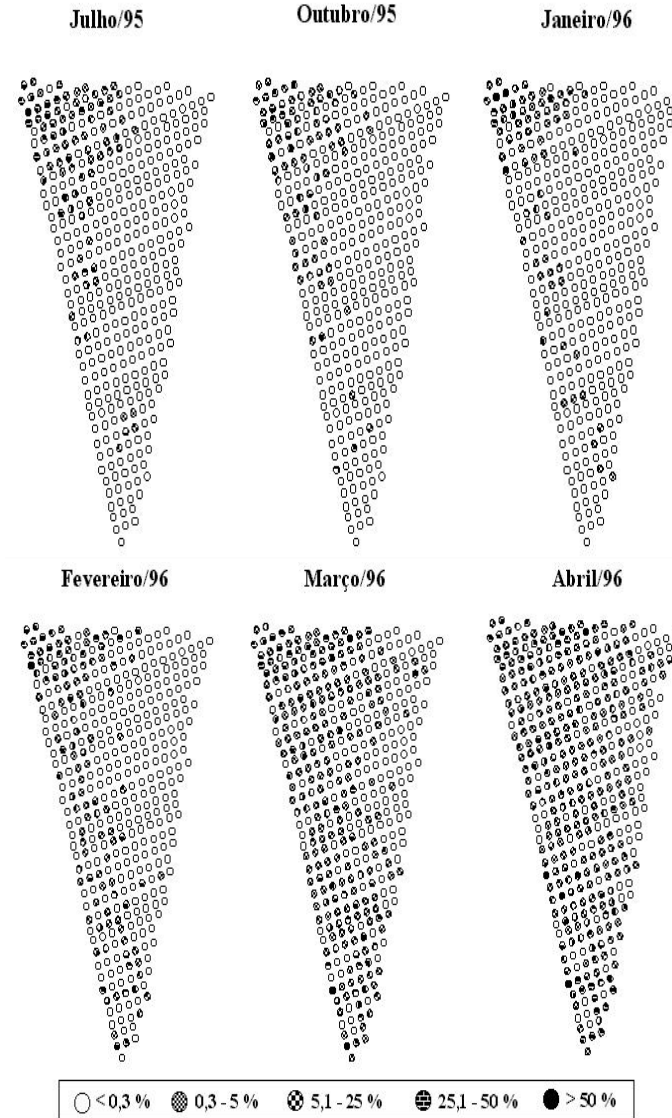 Julho/95 Outubro/95 Janeiro/96
Fevereiro/96 Março/96 Abril/96
< 0,3 % 0,3 - 5 % 5,1 - 25 % 25,1 - 50 % > 50 %